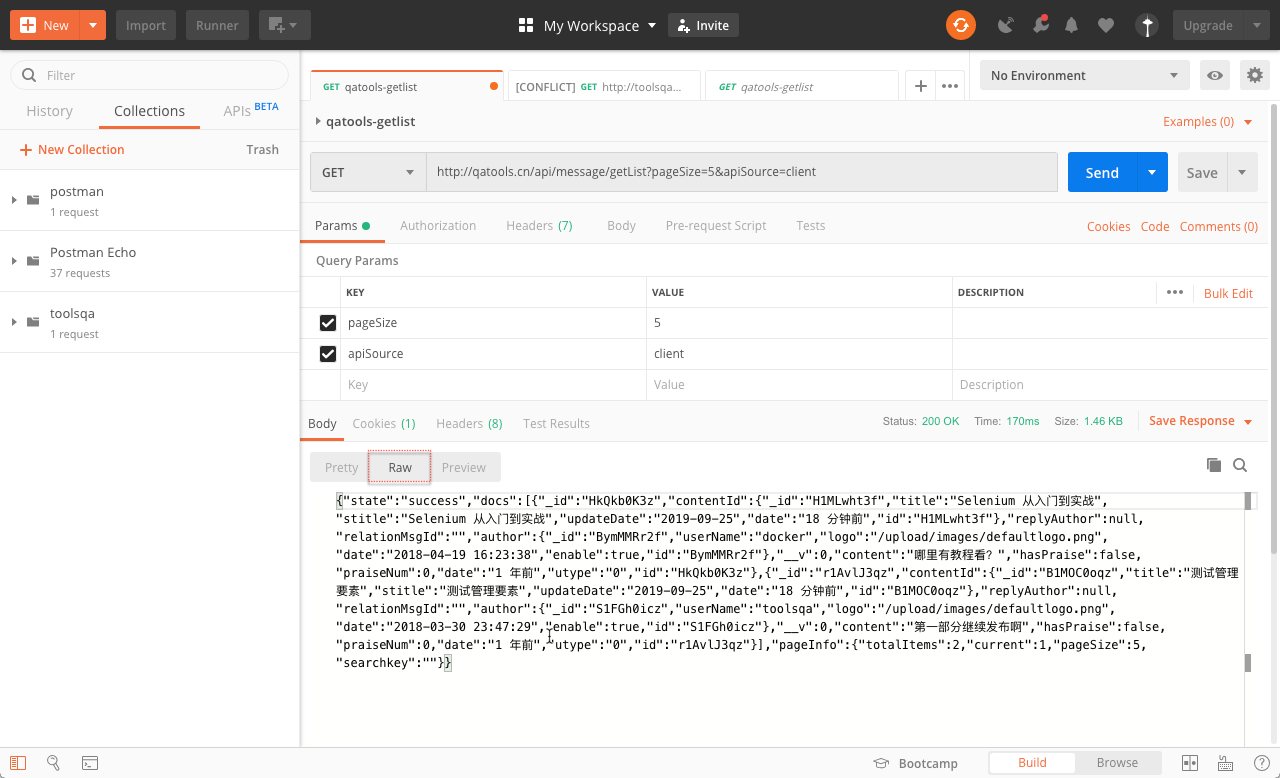 New Import Runner My Workspace Invite Upgrade
Filter
History Collections APIs BETA
New Collection Trash
postman
1 request
Postman Echo
37 requests
toolsqa
1 request
GET qatools-getlist [CONFLICT] GET http://toolsqa... GET qatools-getlist No Environment
qatools-getlist Examples (0)
GET http://qatools.cn/api/message/getList?pageSize=5&apiSource=client Send Save
Params Authorization Headers (7) Body Pre-request Script Tests Cookies Code Comments (0)
Query Params
KEY VALUE DESCRIPTION Bulk Edit
pageSize 5
apiSource client
Key Value Description
Body Cookies (1) Headers (8) Test Results Status: 200 OK Time: 170ms Size: 1.46 KB Save Response
Pretty Raw Preview
{"state":"success","docs":[{"_id":"HkQkb0K3z","contentId":{"_id":"H1MLwht3f","title":"Selenium 从入门到实战",
"stitle":"Selenium 从入门到实战","updateDate":"2019-09-25","date":"18 分钟前","id":"H1MLwht3f"},"replyAuthor":null,
"relationMsgId":"","author":{"_id":"BymMMRr2f","userName":"docker","logo":"/upload/images/defaultlogo.png",
"date":"2018-04-19 16:23:38","enable":true,"id":"BymMMRr2f"},"__v":0,"content":"哪里有教程看？","hasPraise":false,
"praiseNum":0,"date":"1 年前","utype":"0","id":"HkQkb0K3z"},{"_id":"r1AvlJ3qz","contentId":{"_id":"B1MOC0oqz","title":"测试管理
要素","stitle":"测试管理要素","updateDate":"2019-09-25","date":"18 分钟前","id":"B1MOC0oqz"},"replyAuthor":null,
"relationMsgId":"","author":{"_id":"S1FGh0icz","userName":"toolsqa","logo":"/upload/images/defaultlogo.png",
"date":"2018-03-30 23:47:29","enable":true,"id":"S1FGh0icz"},"__v":0,"content":"第一部分继续发布啊","hasPraise":false,
"praiseNum":0,"date":"1 年前","utype":"0","id":"r1AvlJ3qz"}],"pageInfo":{"totalItems":2,"current":1,"pageSize":5,
"searchkey":""}}
Bootcamp Build Browse